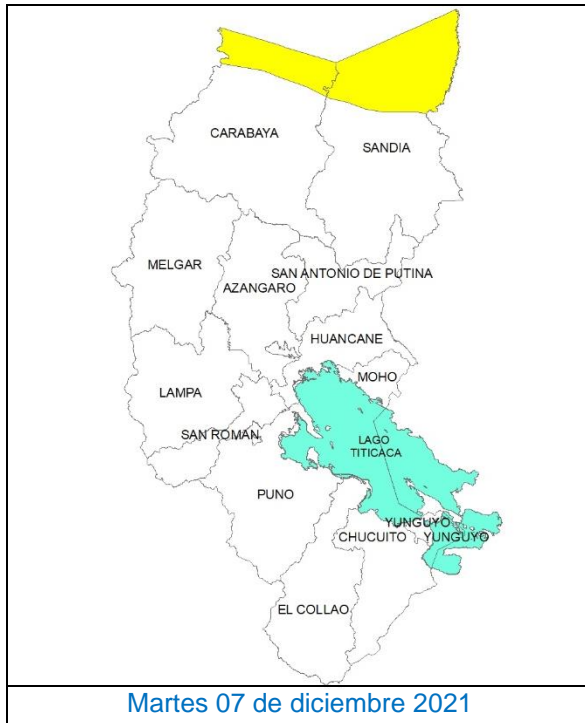 CARABAYA
SANDIA
MELGAR
AZANGARO
SAN ANTONIO DE PUTINA
HUANCANE
MOHO
LAMPA
SAN ROMAN
LAGO
TITICACA
PUNO
YUNGUYO
YUNGUYO
CHUCUITO
EL COLLAO
Martes 07 de diciembre 2021